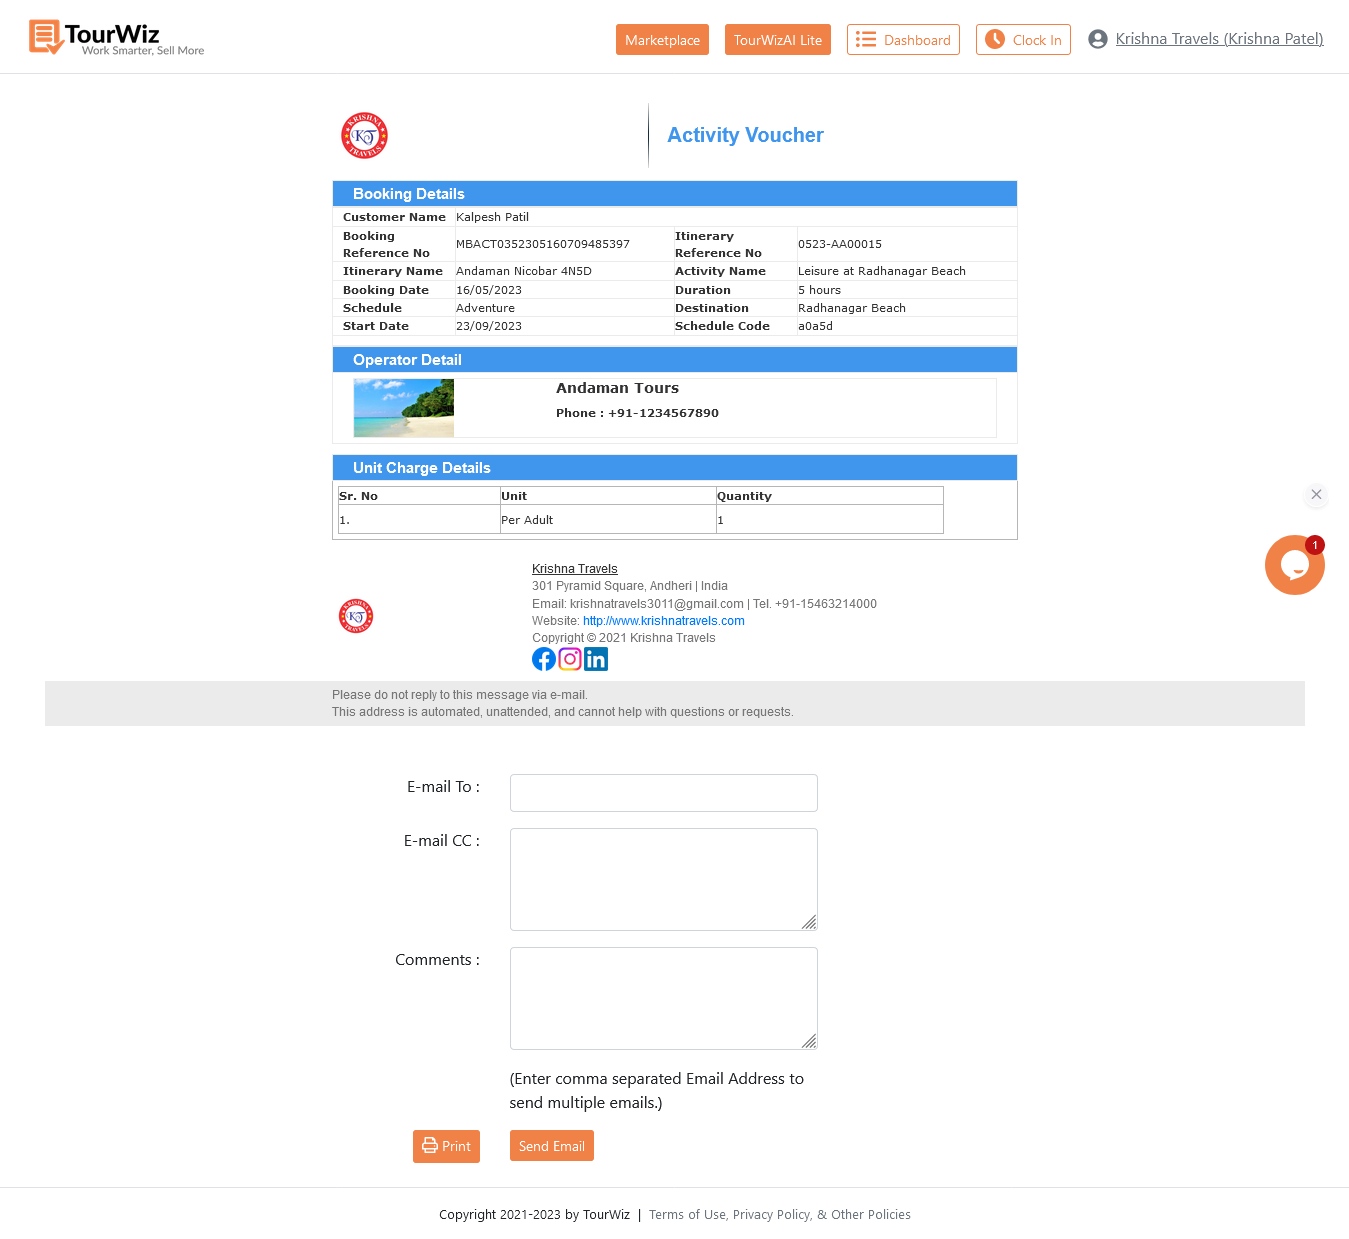 TourWiz
Work Smarter, Sell More
Marketplace
TourWizAI Lite
Dashboard
Clock In
Krishna Travels (Krishna Patel)
KRISHNA
KT
TRAVELS
Activity Voucher
Booking Details
Customer Name Kalpesh Patil
Booking Reference No MBACT0352305160709485397 Itinerary Reference No 0523-AA00015
Itinerary Name Andaman Nicobar 4N5D Activity Name Leisure at Radhanagar Beach
Booking Date 16/05/2023 Duration 5 hours
Schedule Adventure Destination Radhanagar Beach
Start Date 23/09/2023 Schedule Code a0a5d
Operator Detail
Andaman Tours
Phone : +91-1234567890
Unit Charge Details
Sr. No Unit Quantity
1. Per Adult 1
1
Krishna Travels
301 Pyramid Square, Andheri | India
Email: krishnatravels3011@gmail.com | Tel. +91-15463214000
KRISHNA
KT
TRAVELS
Website: http://www.krishnatravels.com
Copyright © 2021 Krishna Travels
Please do not reply to this message via e-mail.
This address is automated, unattended, and cannot help with questions or requests.
E-mail To :
E-mail CC :
Comments :
(Enter comma separated Email Address to
send multiple emails.)
Print
Send Email
Copyright 2021-2023 by TourWiz | Terms of Use, Privacy Policy, & Other Policies